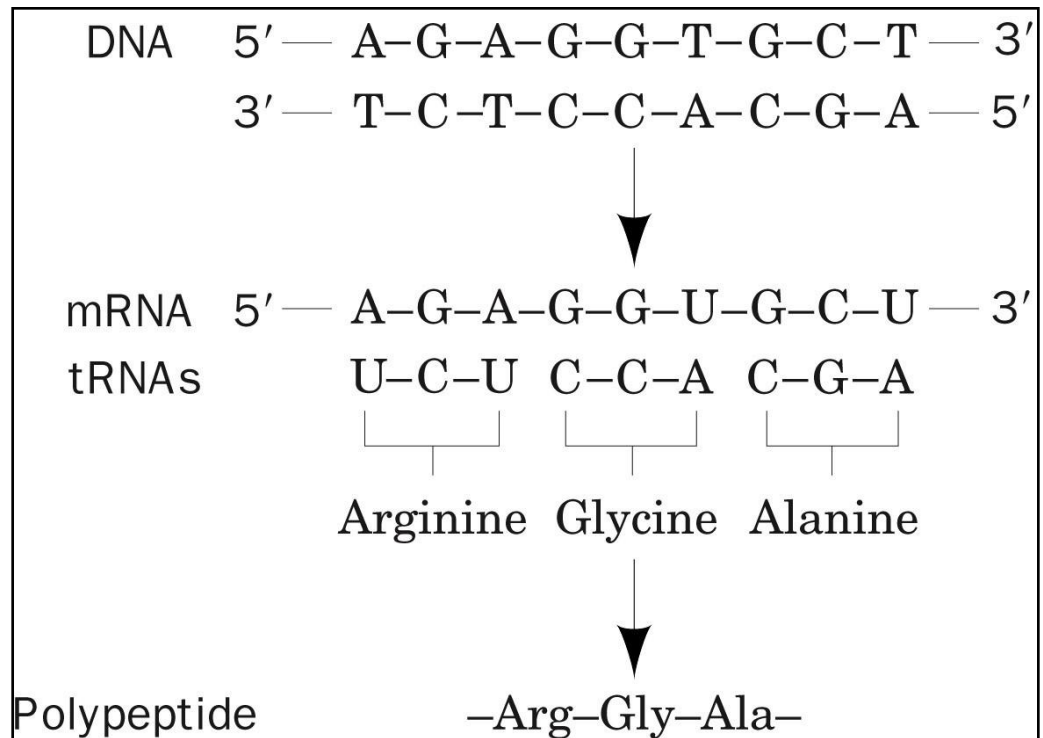 DNA 5′ — A–G–A–G–G–T–G–C–T — 3′
3′ — T–C–T–C–C–A–C–G–A — 5′
mRNA 5′ — A–G–A–G–G–U–G–C–U — 3′
tRNAs U–C–U C–C–A C–G–A
Arginine Glycine Alanine
Polypeptide –Arg–Gly–Ala–